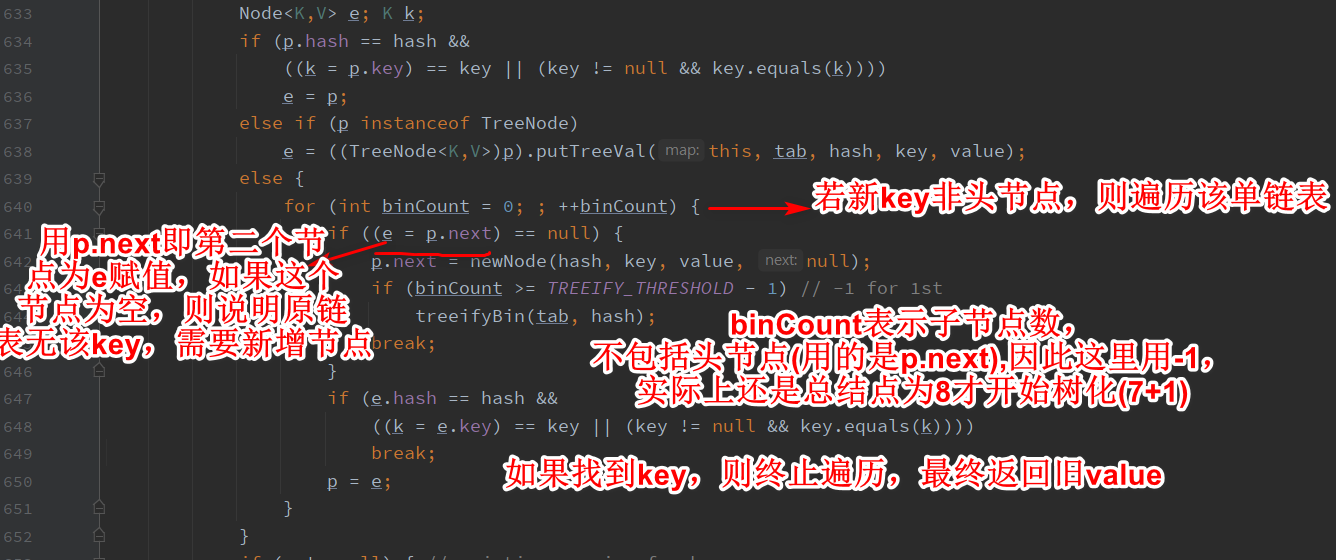 633 Node<K,V> e; K k;
634 if (p.hash == hash &&
635 ((k = p.key) == key || (key != null && key.equals(k))))
636 e = p;
637 else if (p instanceof TreeNode)
638 e = ((TreeNode<K,V>)p).putTreeVal( map: this, tab, hash, key, value);
639 else {
640 for (int binCount = 0; ; ++binCount) {
若新key非头节点，则遍历该单链表
641 if ((e = p.next) == null) {
p.next = newNode(hash, key, value, next: null);
if (binCount >= TREEIFY_THRESHOLD - 1) // -1 for 1st
treeifyBin(tab, hash);
break;
用p.next即第二个节
点为e赋值，如果这个
节点为空，则说明原链
表无该key，需要新增节点
binCount表示子节点数，
不包括头节点(用的是p.next),因此这里用-1，
实际上还是总结点为8才开始树化(7+1)
646 }
647 if (e.hash == hash &&
648 ((k = e.key) == key || (key != null && key.equals(k))))
649 break;
如果找到key，则终止遍历，最终返回旧value
650 p = e;
651 }
652 }